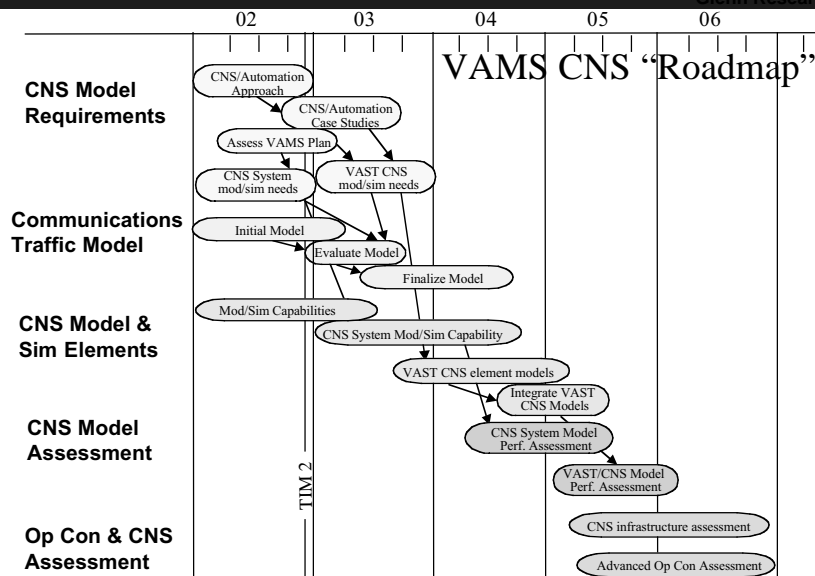 02 03 04 05 06
VAMS CNS “Roadmap”
CNS Model
Requirements
CNS/Automation
Approach
CNS/Automation
Case Studies
Assess VAMS Plan
CNS System
mod/sim needs
VAST CNS
mod/sim needs
Communications
Traffic Model
Initial Model
Evaluate Model
Finalize Model
CNS Model &
Sim Elements
Mod/Sim Capabilities
CNS System Mod/Sim Capability
VAST CNS element models
Integrate VAST
CNS Models
CNS Model
Assessment
CNS System Model
Perf. Assessment
VAST/CNS Model
Perf. Assessment
TIM 2
Op Con & CNS
Assessment
CNS infrastructure assessment
Advanced Op Con Assessment